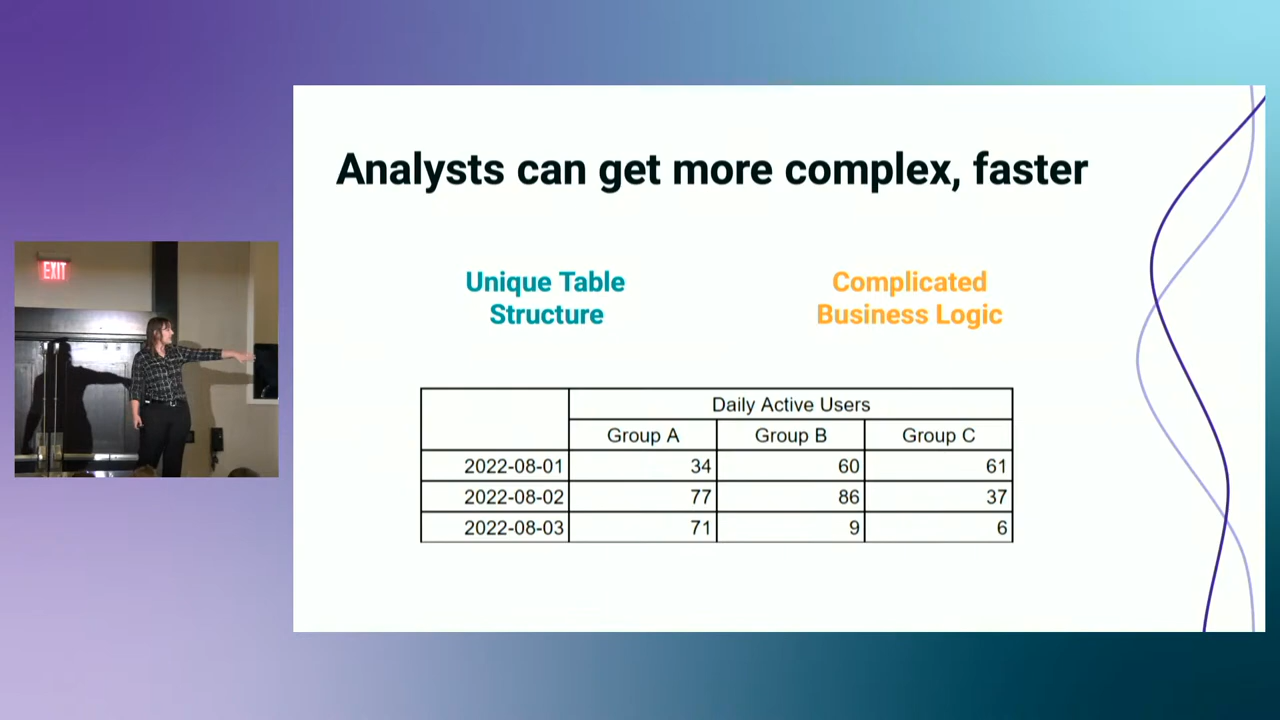 EXIT
Analysts can get more complex, faster
Unique Table
Structure
Complicated
Business Logic
Daily Active Users
Group A Group B Group C
2022-08-01 34 60 61
2022-08-02 77 86 37
2022-08-03 71 9 6